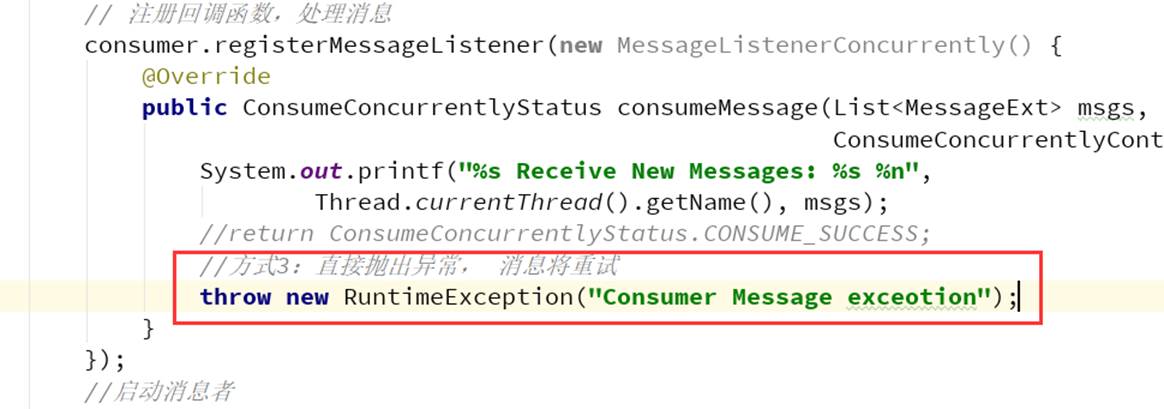 // 注册回调函数，处理消息
consumer.registerMessageListener(new MessageListenerConcurrently() {
@Override
public ConsumeConcurrentlyStatus consumeMessage(List<MessageExt> msgs,
ConsumeConcurrentlyCont
System.out.printf("%s Receive New Messages: %s %n",
Thread.currentThread().getName(), msgs);
//return ConsumeConcurrentlyStatus.CONSUME_SUCCESS;
//方式3：直接抛出异常， 消息将重试
throw new RuntimeException("Consumer Message exceotion");
}
});
//启动消息者